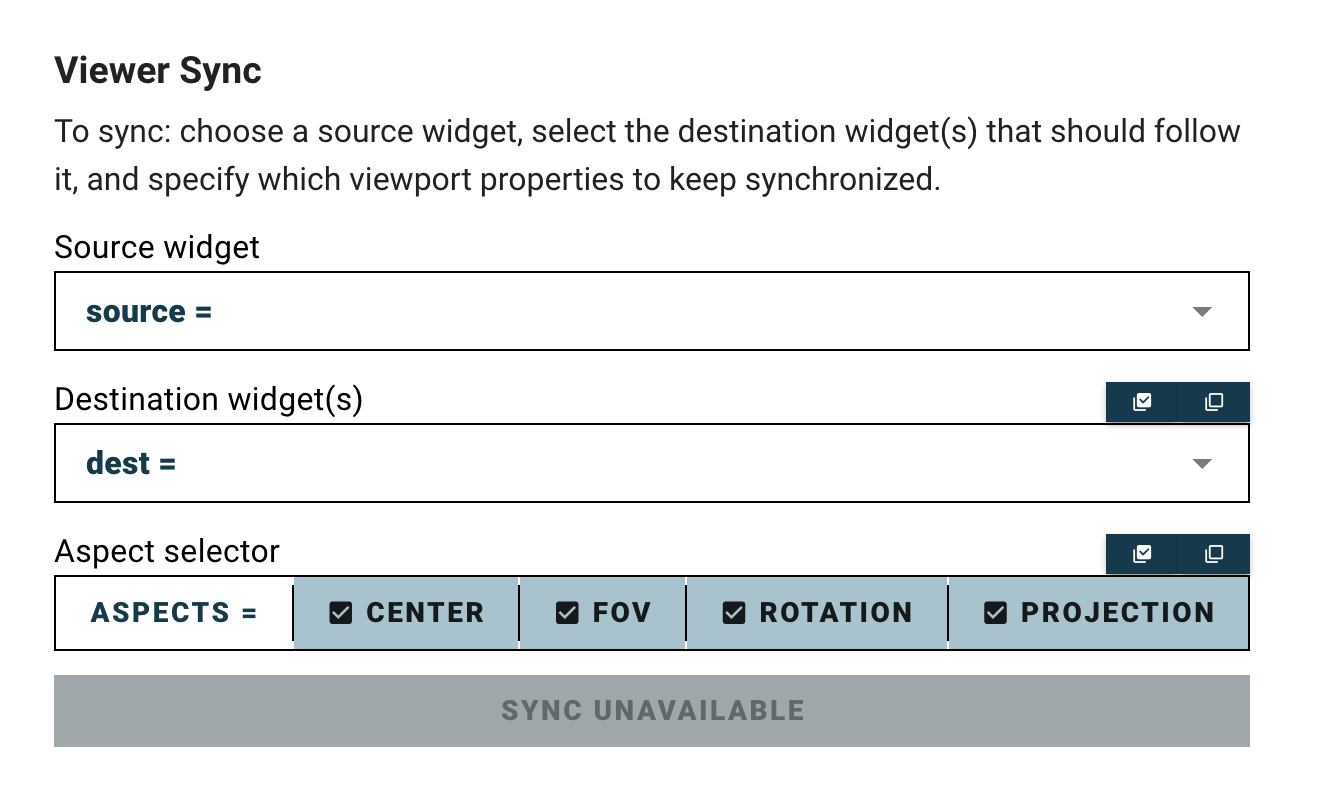 Viewer Sync
To sync: choose a source widget, select the destination widget(s) that should follow
it, and specify which viewport properties to keep synchronized.
Source widget
source =
Destination widget(s)
dest =
Aspect selector
ASPECTS = CENTER FOV ROTATION PROJECTION
SYNC UNAVAILABLE